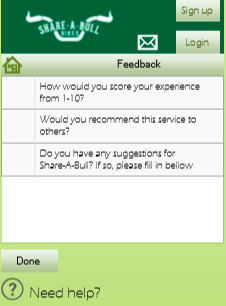 Sign up
SHARE-A-BULL
BIKES
Login
Feedback
How would you score your experience
from 1-10?
Would you recommend this service to
others?
Do you have any suggestions for
Share-A-Bull? If so, please fill in bellow
Done
? Need help?